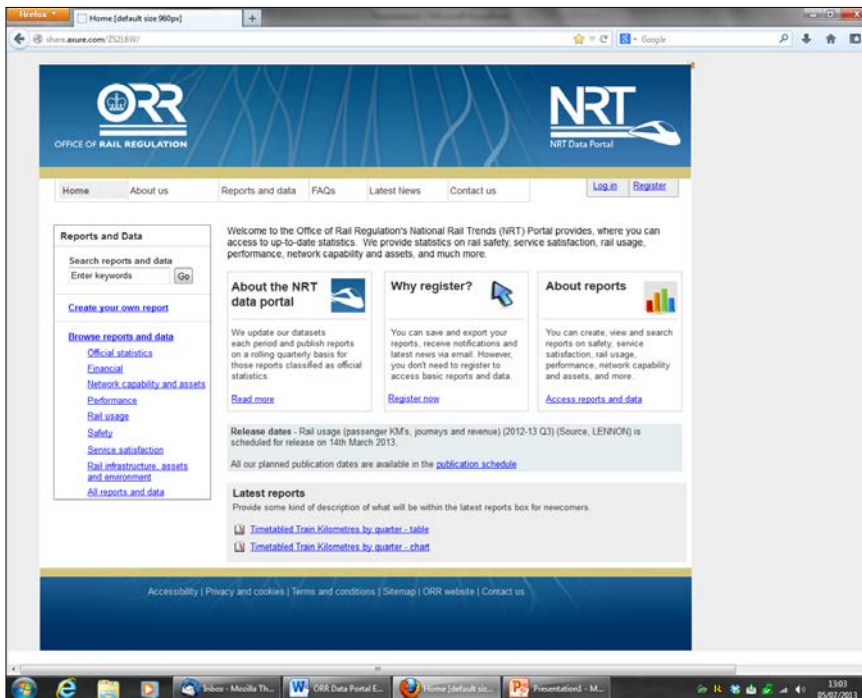 Firefox
Home [default size 960px]
share.axure.com/ZS2L6W/
Google
ORR
OFFICE OF RAIL REGULATION
NRT
NRT Data Portal
Home About us Reports and data FAQs Latest News Contact us
Log in Register
Reports and Data
Search reports and data
Enter keywords Go
Create your own report
Browse reports and data
Official statistics
Financial
Network capability and assets
Performance
Rail usage
Safety
Service satisfaction
Rail infrastructure, assets
and environment
All reports and data
Welcome to the Office of Rail Regulation's National Rail Trends (NRT) Portal provides, where you can
access to up-to-date statistics. We provide statistics on rail safety, service satisfaction, rail usage,
performance, network capability and assets, and much more.
About the NRT
data portal
We update our datasets
each period and publish reports
on a rolling quarterly basis for
those reports classified as official
statistics.
Read more
Why register?
You can save and export your
reports, receive notifications and
latest news via email. However,
you don't need to register to
access basic reports and data.
Register now
About reports
You can create, view and search
reports on safety, service
satisfaction, rail usage,
performance, network capability
and assets, and more.
Access reports and data
Release dates - Rail usage (passenger KM's, journeys and revenue) (2012-13 Q3) (Source, LENNON) is
scheduled for release on 14th March 2013.
All our planned publication dates are available in the publication schedule
Latest reports
Provide some kind of description of what will be within the latest reports box for newcomers.
Timetabled Train Kilometres by quarter - table
Timetabled Train Kilometres by quarter - chart
Accessibility | Privacy and cookies | Terms and conditions | Sitemap | ORR website | Contact us
Inbox - Mozilla Th... ORR Data Portal E... Home [default siz... Presentation1 - M...
13:03
05/07/2013